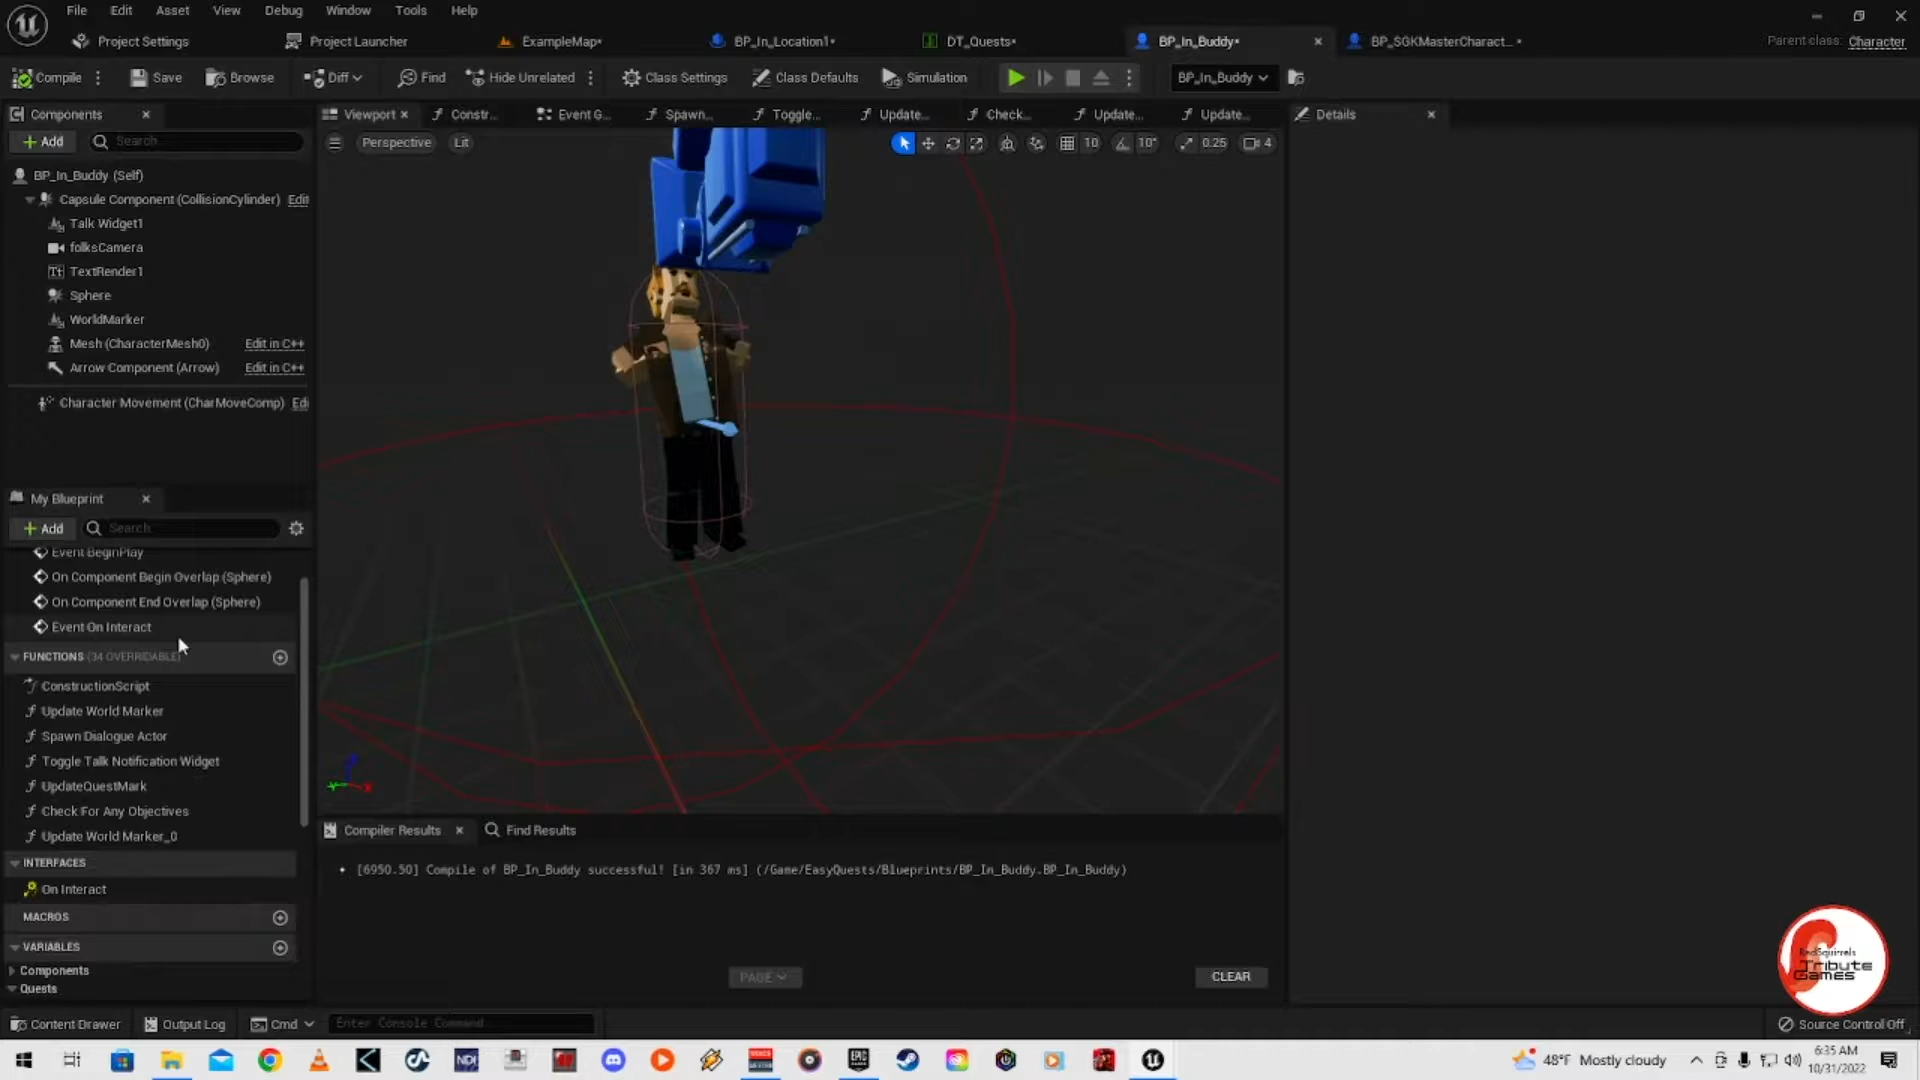 File Edit Asset View Debug Window Tools Help
Project Settings Project Launcher ExampleMap* BP_In_Location1* DT_Quests* BP_In_Buddy* BP_SGKMasterCharact...* Parent class: Character
Compile Save Browse Diff Find Hide Unrelated Class Settings Class Defaults Simulation BP_In_Buddy
Components Viewport Constr... Event G... Spawn... Toggle... Update... Check... Update... Update... Details
Add Search Perspective Lit 10 10° 0.25 4
BP_In_Buddy (Self)
Capsule Component (CollisionCylinder) Edit
Talk Widget1
folksCamera
TextRender1
Sphere
WorldMarker
Mesh (CharacterMesh0) Edit in C++
Arrow Component (Arrow) Edit in C++
Character Movement (CharMoveComp) Edi
My Blueprint
Add Search
Event BeginPlay
On Component Begin Overlap (Sphere)
On Component End Overlap (Sphere)
Event On Interact
FUNCTIONS (34 OVERRIDABLE)
ConstructionScript
Update World Marker
Spawn Dialogue Actor
Toggle Talk Notification Widget
UpdateQuestMark
Check For Any Objectives
Update World Marker_0
INTERFACES
On Interact
MACROS
VARIABLES
Components
Quests
Compiler Results Find Results
[6950.50] Compile of BP_In_Buddy successful! [in 367 ms] (/Game/EasyQuests/Blueprints/BP_In_Buddy.BP_In_Buddy)
PAGE CLEAR
RedSquirrels
Tribute
Games
Content Drawer Output Log Cmd Enter Console Command Source Control Off
48°F Mostly cloudy 6:35 AM
10/31/2022